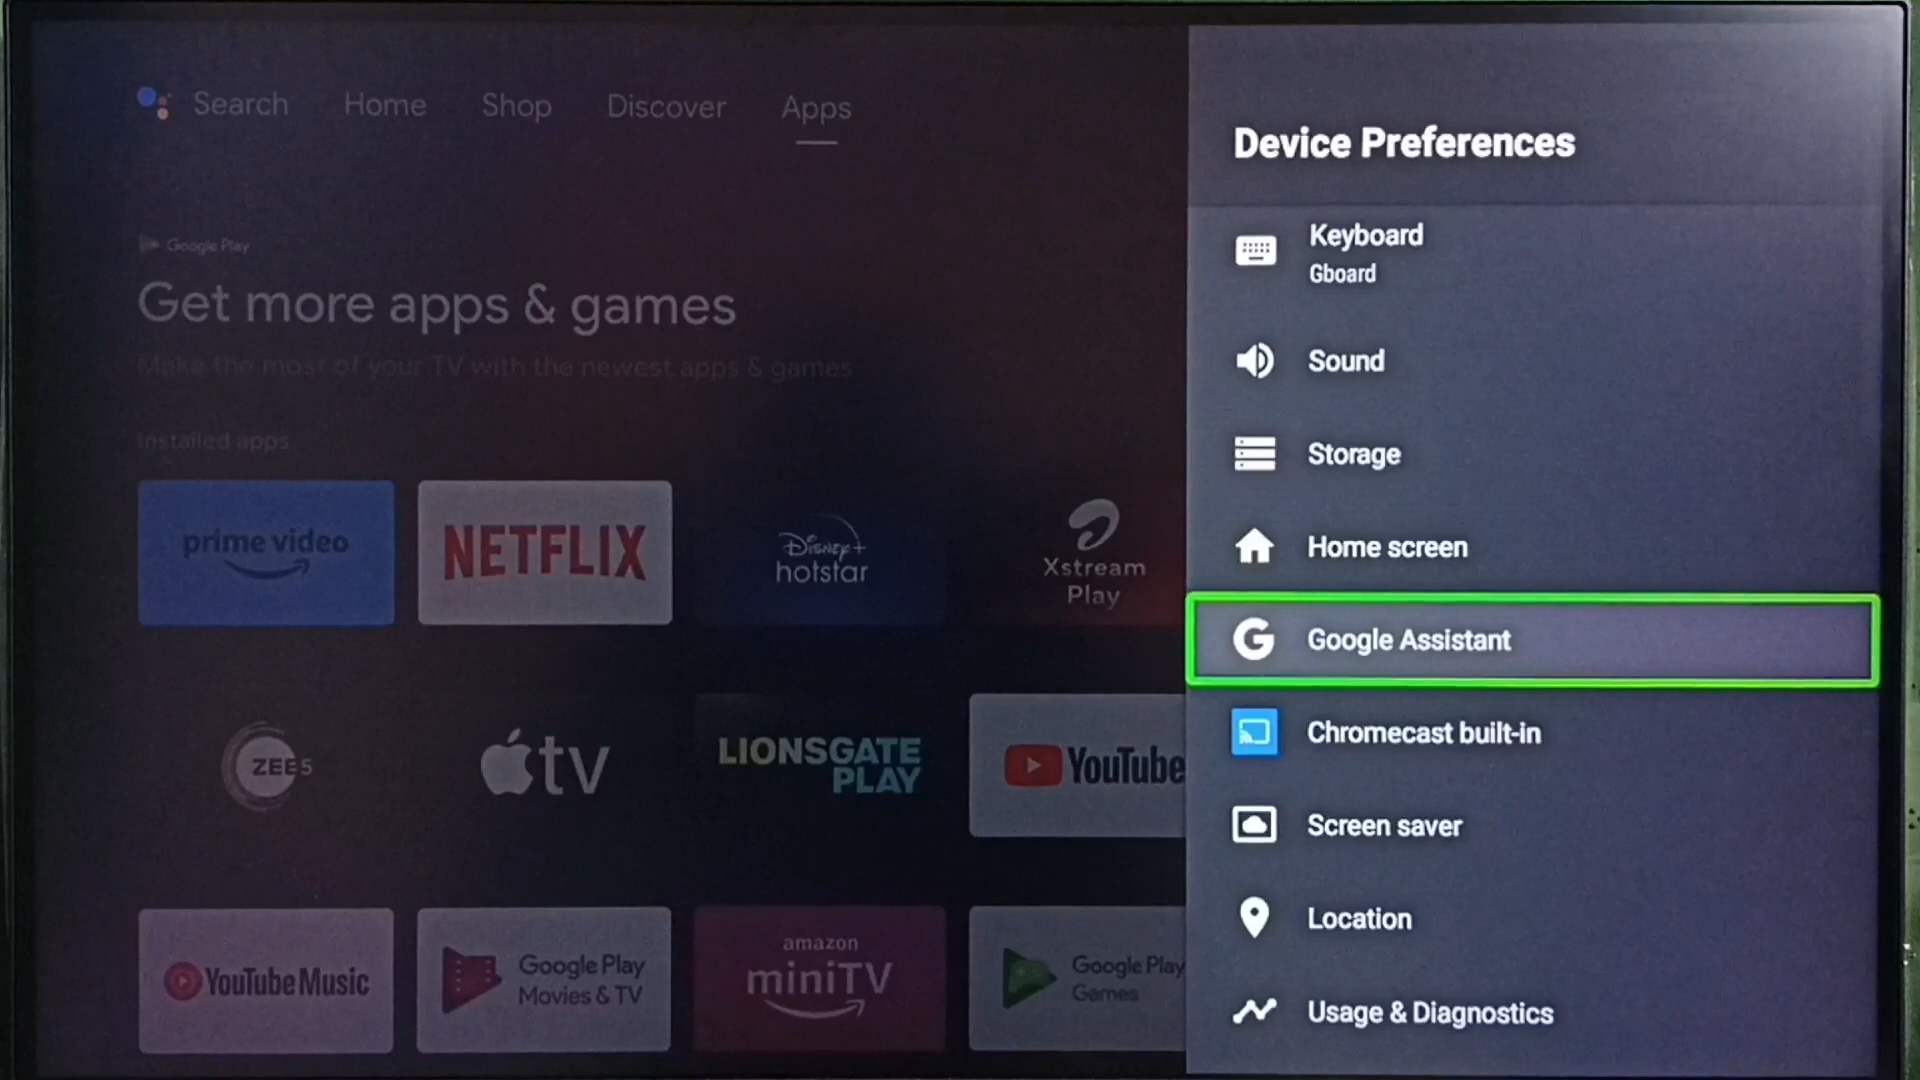 Search Home Shop Discover Apps
Google Play
Get more apps & games
Make the most of your TV with the newest apps & games
Installed apps
prime video
NETFLIX
Disney+
hotstar
Xstream
Play
ZEE5
tv
LIONSGATE
PLAY
YouTube
YouTube Music
Google Play
Movies & TV
amazon
miniTV
Google Play
Games
Device Preferences
Keyboard
Gboard
Sound
Storage
Home screen
G Google Assistant
Chromecast built-in
Screen saver
Location
Usage & Diagnostics